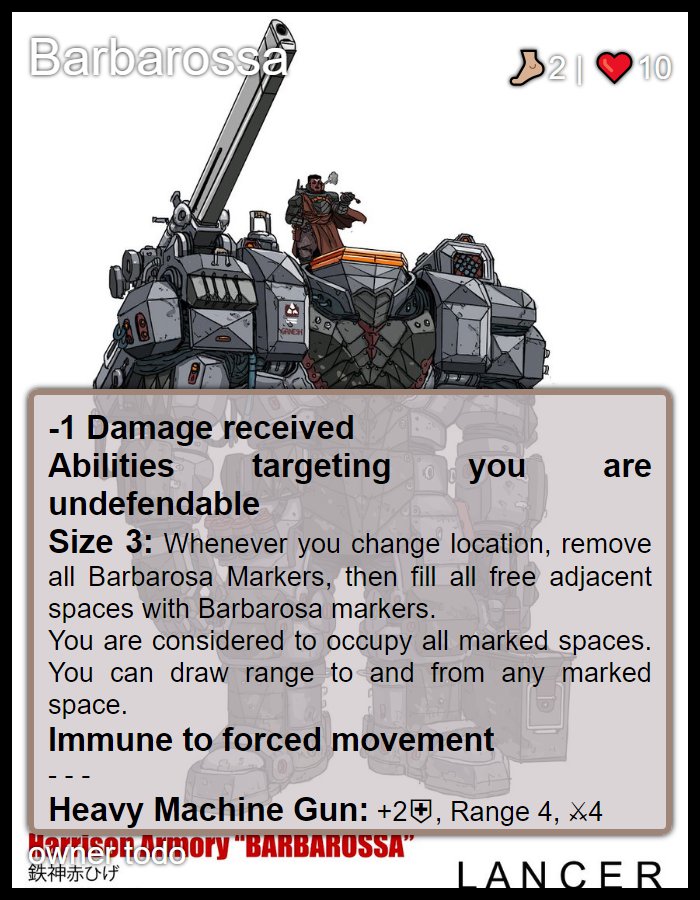 Barbarossa
2 | 10
GANESH
-1 Damage received
Abilities targeting you are
undefendable
Size 3: Whenever you change location, remove
all Barbarosa Markers, then fill all free adjacent
spaces with Barbarosa markers.
You are considered to occupy all marked spaces.
You can draw range to and from any marked
space.
Immune to forced movement
- - -
Heavy Machine Gun: +2⛨, Range 4, ⚔4
Harrison Armory "BARBAROSSA"
owner todo
鉄神赤ひげ
LANCER